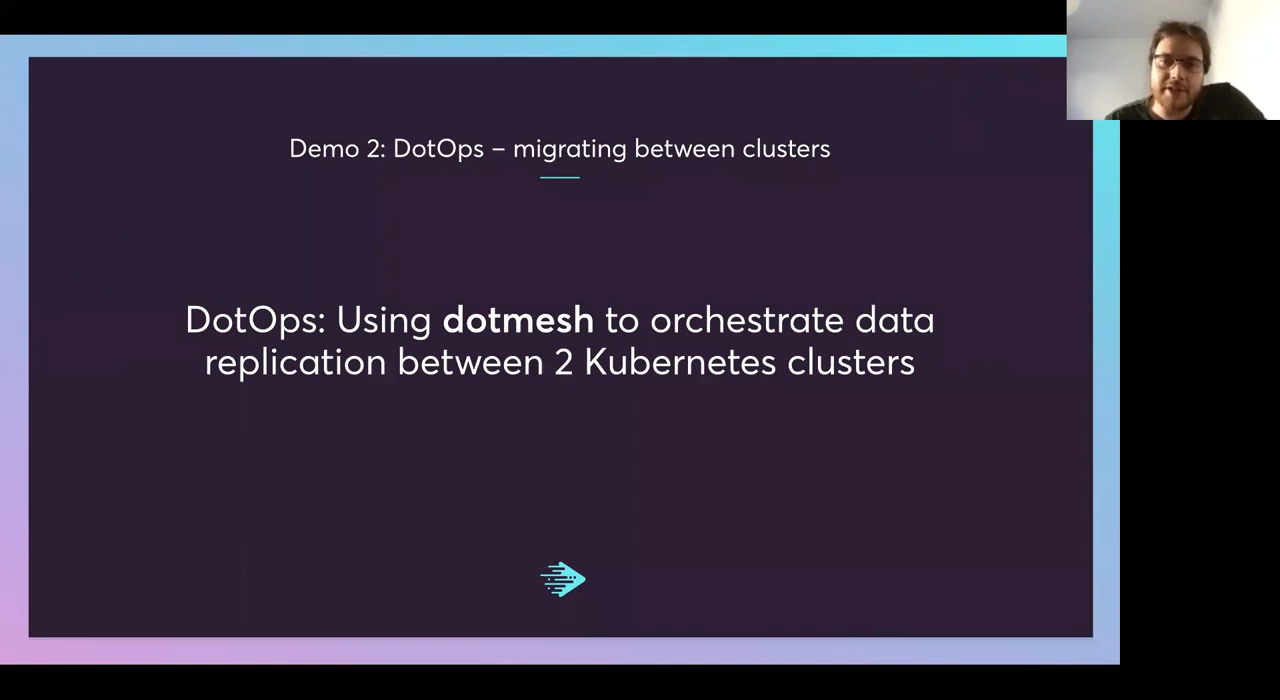 Demo 2: DotOps – migrating between clusters
DotOps: Using dotmesh to orchestrate data
replication between 2 Kubernetes clusters